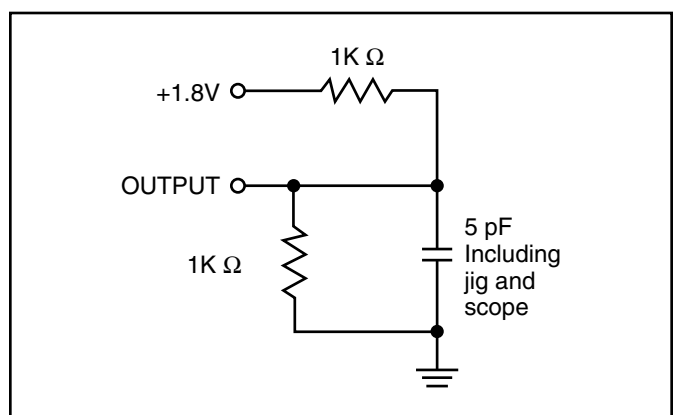 1K Ω
+1.8V
OUTPUT
1K Ω
5 pF
Including
jig and
scope